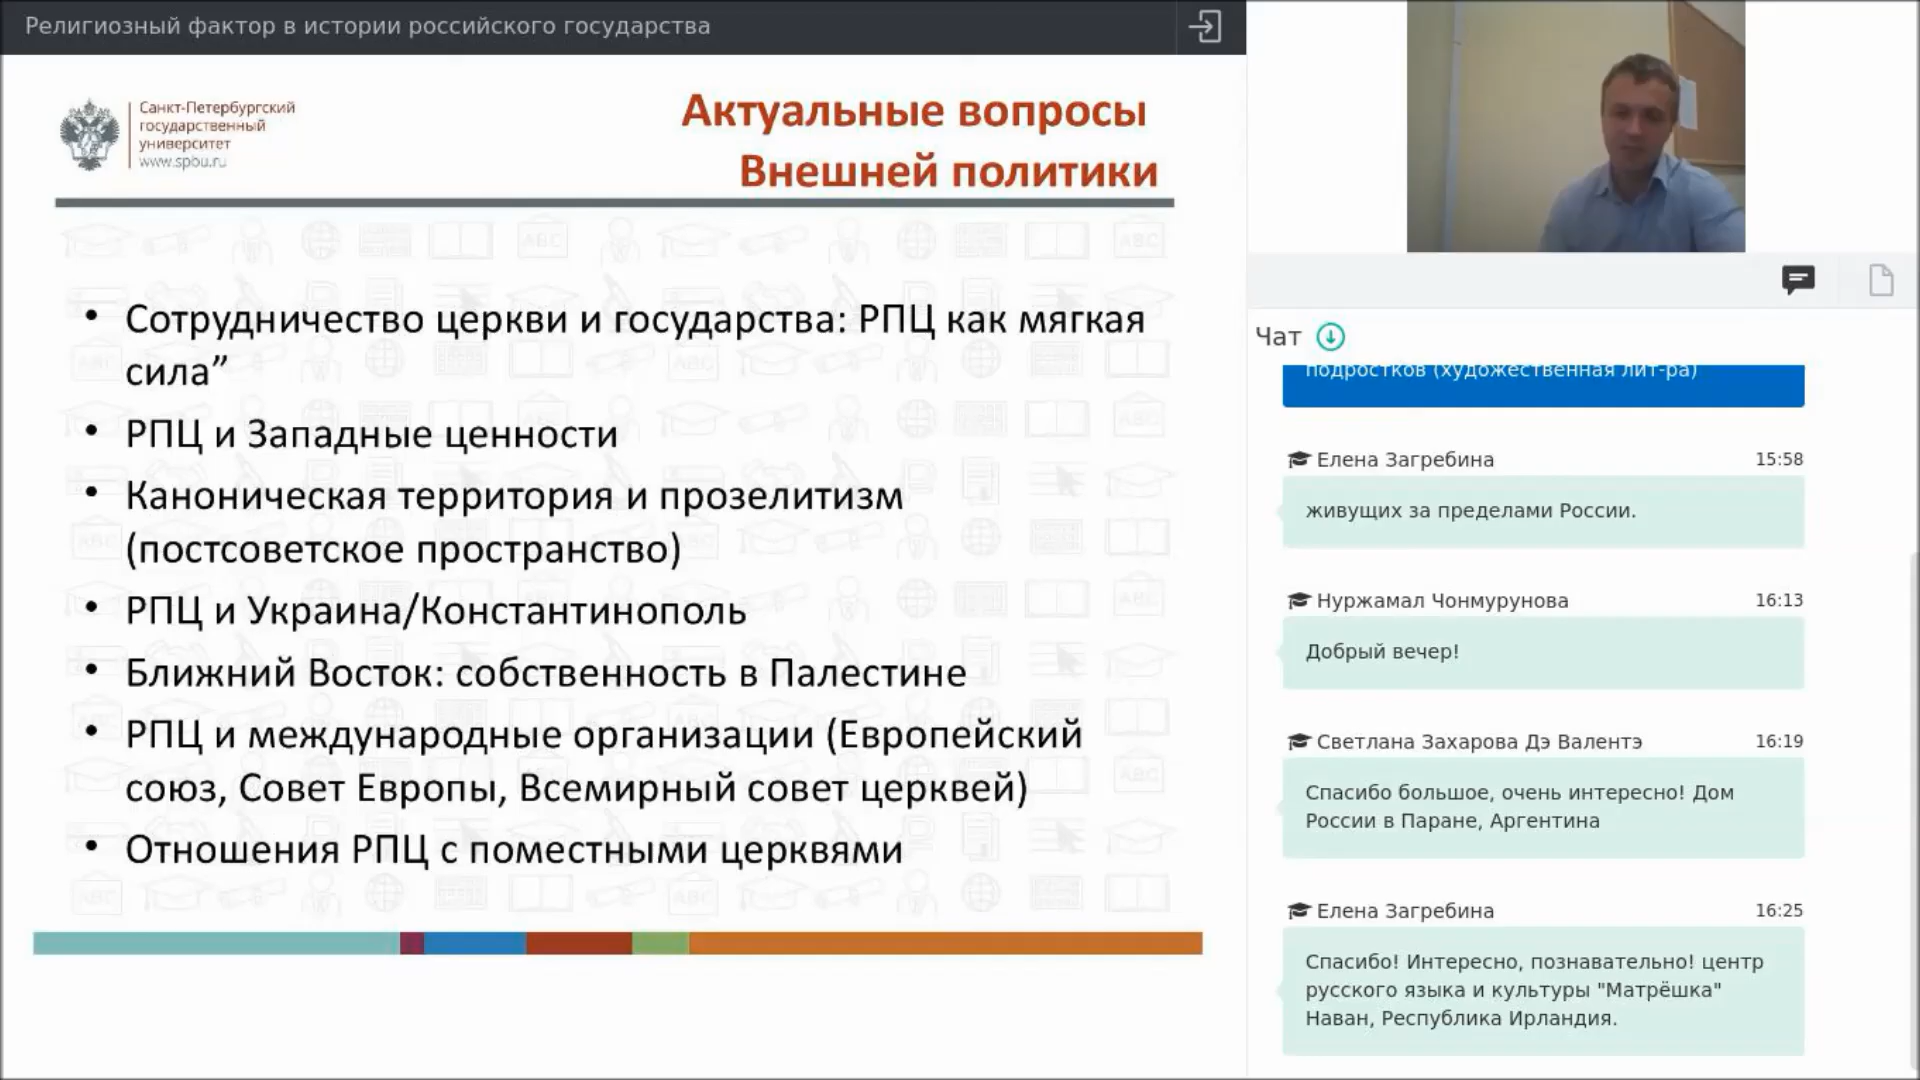 Религиозный фактор в истории российского государства
Санкт-Петербургский
государственный
университет
www.spbu.ru
Актуальные вопросы
Внешней политики
• Сотрудничество церкви и государства: РПЦ как мягкая
сила”
• РПЦ и Западные ценности
• Каноническая территория и прозелитизм
(постсоветское пространство)
• РПЦ и Украина/Константинополь
• Ближний Восток: собственность в Палестине
• РПЦ и международные организации (Европейский
союз, Совет Европы, Всемирный совет церквей)
• Отношения РПЦ с поместными церквями
Чат
подростков (художественная лит-ра)
Елена Загребина 15:58
живущих за пределами России.
Нуржамал Чонмурунова 16:13
Добрый вечер!
Светлана Захарова Дэ Валентэ 16:19
Спасибо большое, очень интересно! Дом
России в Паране, Аргентина
Елена Загребина 16:25
Спасибо! Интересно, познавательно! центр
русского языка и культуры "Матрёшка"
Наван, Республика Ирландия.